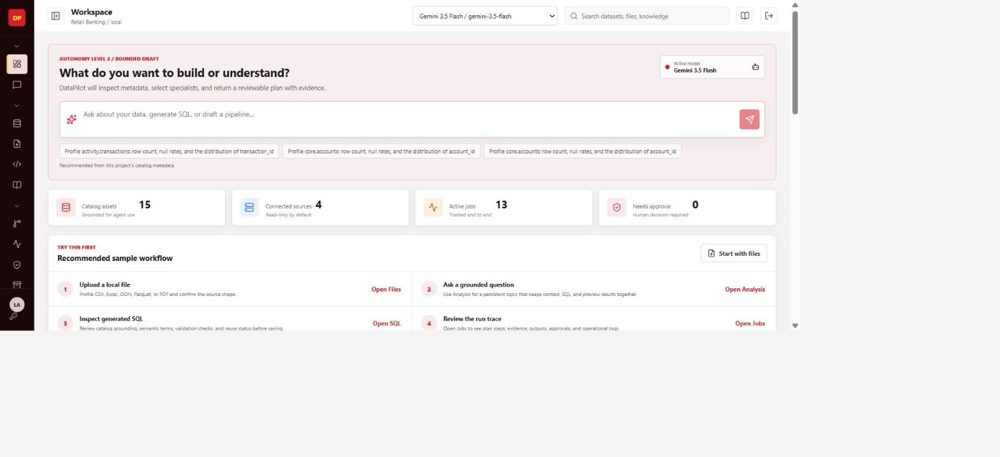 DP
Workspace
Retail Banking / local
Gemini 3.5 Flash / gemini-3.5-flash
Search datasets, files, knowledge
AUTONOMY LEVEL 2 / BOUNDED DRAFT
What do you want to build or understand?
DataPilot will inspect metadata, select specialists, and return a reviewable plan with evidence.
Active model
Gemini 3.5 Flash
Ask about your data, generate SQL, or draft a pipeline...
Profile activity.transactions: row count, null rates, and the distribution of transaction_id
Profile core.accounts: row count, null rates, and the distribution of account_id
Profile core.accounts: row count, null rates, and the distribution of account_id
Recommended from this project's catalog metadata.
Catalog assets 15
Grounded for agent use
Connected sources 4
Read-only by default
Active jobs 13
Tracked end to end
Needs approval 0
Human decision required
TRY THIS FIRST
Recommended sample workflow
Start with files
1
Upload a local file
Profile CSV, Excel, JSON, Parquet, or PDF and confirm the source shape.
Open Files
2
Ask a grounded question
Use Analysis for a persistent topic that keeps context, SQL, and preview results together.
Open Analysis
3
Inspect generated SQL
Review catalog grounding, semantic terms, validation checks, and reuse status before saving.
Open SQL
4
Review the run trace
Open Jobs to see plan steps, evidence, outputs, approvals, and operational logs.
Open Jobs
LA